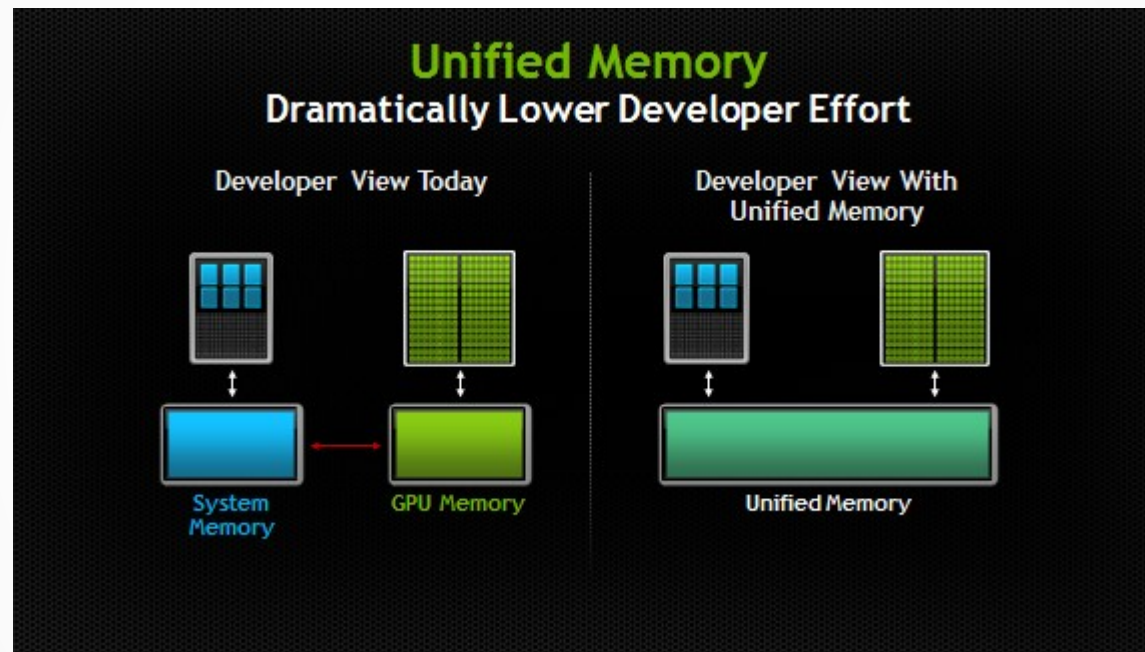 Unified Memory
Dramatically Lower Developer Effort
Developer View Today
Developer View With
Unified Memory
System
Memory
GPU Memory
Unified Memory